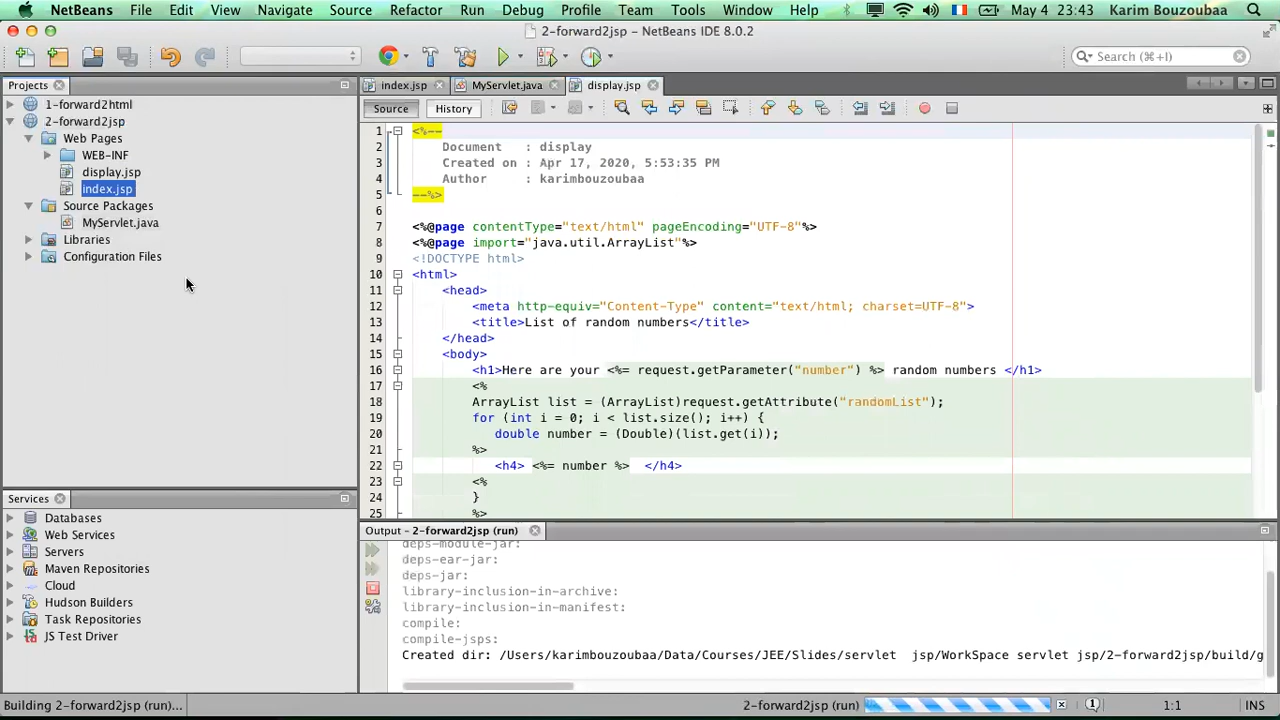 NetBeans File Edit View Navigate Source Refactor Run Debug Profile Team Tools Window Help May 4 23:43 Karim Bouzoubaa
2-forward2jsp – NetBeans IDE 8.0.2
Search (⌘+I)
Projects
1-forward2html
2-forward2jsp
Web Pages
WEB-INF
display.jsp
index.jsp
Source Packages
MyServlet.java
Libraries
Configuration Files
index.jsp MyServlet.java display.jsp
Source History
1 <%--
2 Document : display
3 Created on : Apr 17, 2020, 5:53:35 PM
4 Author : karimbouzoubaa
5 --%>
6
7 <%@page contentType="text/html" pageEncoding="UTF-8"%>
8 <%@page import="java.util.ArrayList"%>
9 <!DOCTYPE html>
10 <html>
11 <head>
12 <meta http-equiv="Content-Type" content="text/html; charset=UTF-8">
13 <title>List of random numbers</title>
14 </head>
15 <body>
16 <h1>Here are your <%= request.getParameter("number") %> random numbers </h1>
17 <%
18 ArrayList list = (ArrayList)request.getAttribute("randomList");
19 for (int i = 0; i < list.size(); i++) {
20 double number = (Double)(list.get(i));
21 %>
22 <h4> <%= number %> </h4>
23 <%
24 }
25 %>
Services
Databases
Web Services
Servers
Maven Repositories
Cloud
Hudson Builders
Task Repositories
JS Test Driver
Output – 2-forward2jsp (run)
deps-module-jar:
deps-ear-jar:
deps-jar:
library-inclusion-in-archive:
library-inclusion-in-manifest:
compile:
compile-jsps:
Created dir: /Users/karimbouzoubaa/Data/Courses/JEE/Slides/servlet jsp/WorkSpace servlet jsp/2-forward2jsp/build/g
Building 2-forward2jsp (run)... 2-forward2jsp (run) 1 1:1 INS